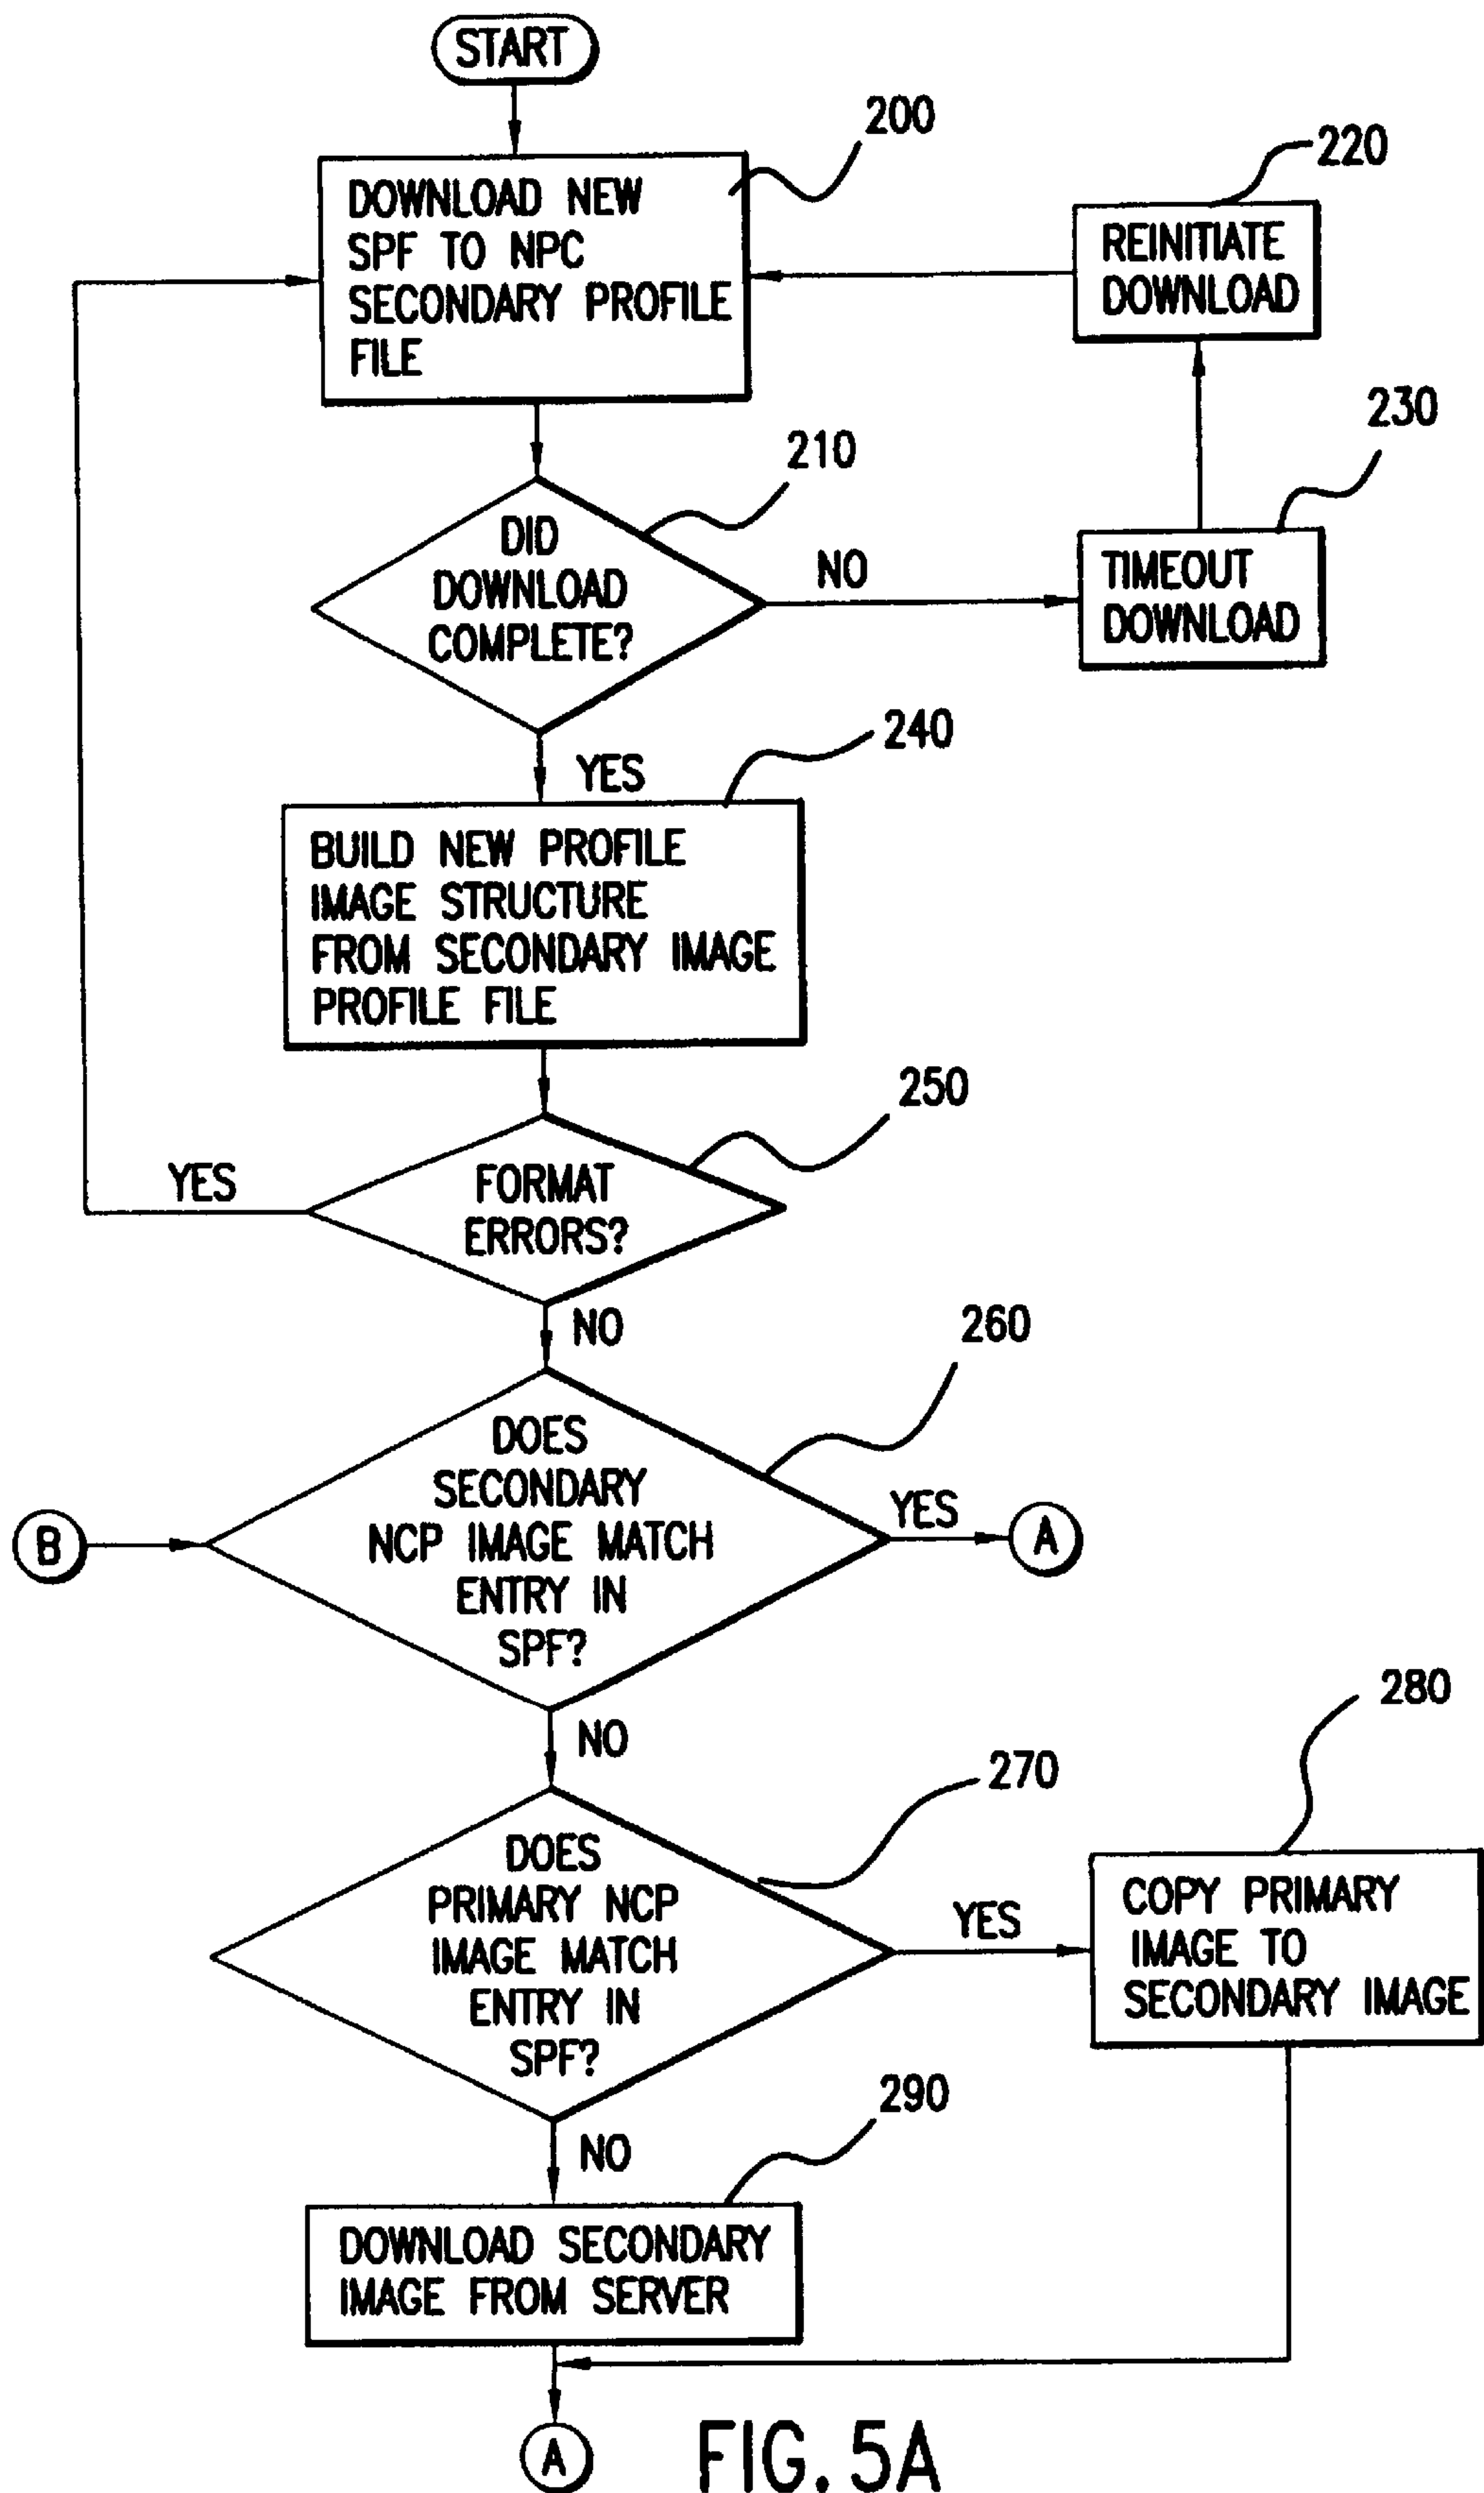 START
200
DOWNLOAD NEW
SPF TO NPC
SECONDARY PROFILE
FILE
220
REINITIATE
DOWNLOAD
210
DID
DOWNLOAD
COMPLETE?
NO
230
TIMEOUT
DOWNLOAD
YES
240
BUILD NEW PROFILE
IMAGE STRUCTURE
FROM SECONDARY IMAGE
PROFILE FILE
250
FORMAT
ERRORS?
YES
NO
260
DOES
SECONDARY
NCP IMAGE MATCH
ENTRY IN
SPF?
B
YES
A
NO
270
DOES
PRIMARY NCP
IMAGE MATCH
ENTRY IN
SPF?
YES
280
COPY PRIMARY
IMAGE TO
SECONDARY IMAGE
NO
290
DOWNLOAD SECONDARY
IMAGE FROM SERVER
A
FIG. 5A